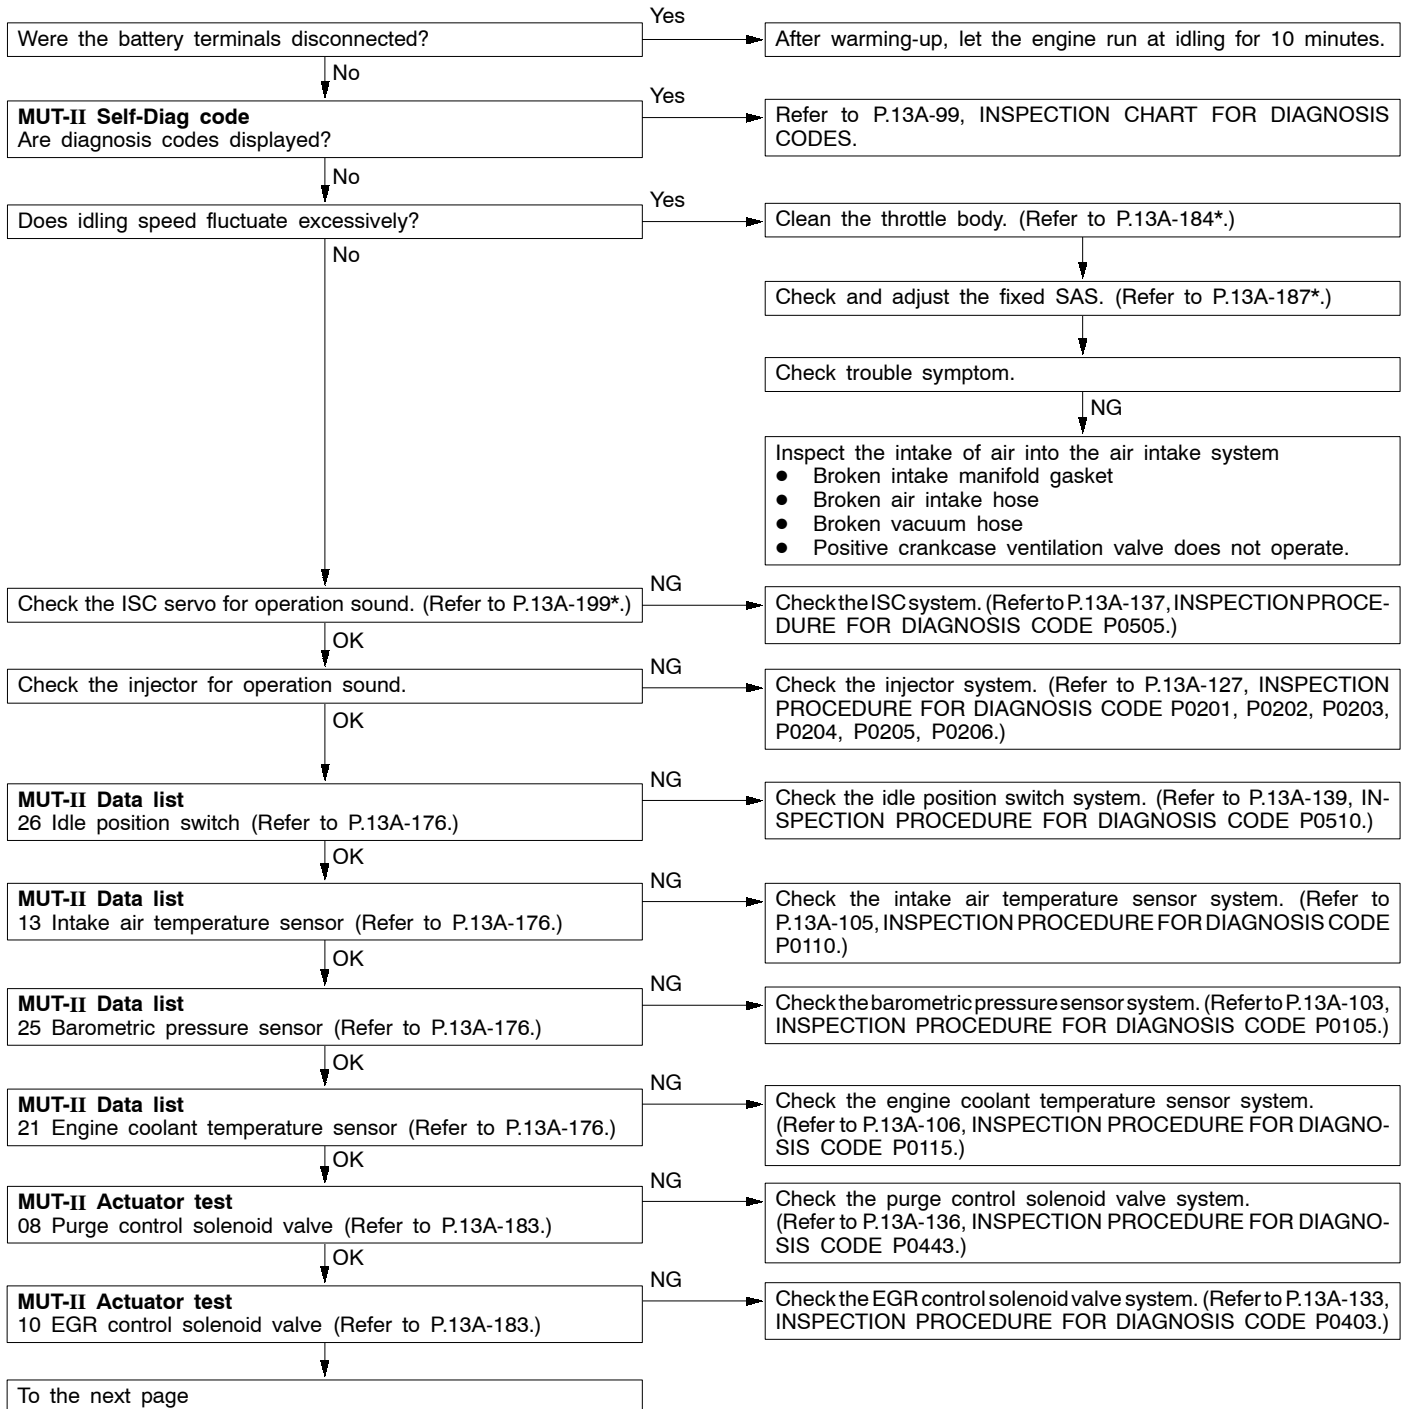 Were the battery terminals disconnected?
Yes
After warming-up, let the engine run at idling for 10 minutes.
No
MUT-II Self-Diag code
Are diagnosis codes displayed?
Yes
Refer to P.13A-99, INSPECTION CHART FOR DIAGNOSIS
CODES.
No
Does idling speed fluctuate excessively?
Yes
Clean the throttle body. (Refer to P.13A-184*.)
No
Check and adjust the fixed SAS. (Refer to P.13A-187*.)
Check trouble symptom.
NG
Inspect the intake of air into the air intake system
● Broken intake manifold gasket
● Broken air intake hose
● Broken vacuum hose
● Positive crankcase ventilation valve does not operate.
Check the ISC servo for operation sound. (Refer to P.13A-199*.)
NG
Check the ISC system. (Refer to P.13A-137, INSPECTION PROCE-
DURE FOR DIAGNOSIS CODE P0505.)
OK
Check the injector for operation sound.
NG
Check the injector system. (Refer to P.13A-127, INSPECTION
PROCEDURE FOR DIAGNOSIS CODE P0201, P0202, P0203,
P0204, P0205, P0206.)
OK
MUT-II Data list
26 Idle position switch (Refer to P.13A-176.)
NG
Check the idle position switch system. (Refer to P.13A-139, IN-
SPECTION PROCEDURE FOR DIAGNOSIS CODE P0510.)
OK
MUT-II Data list
13 Intake air temperature sensor (Refer to P.13A-176.)
NG
Check the intake air temperature sensor system. (Refer to
P.13A-105, INSPECTION PROCEDURE FOR DIAGNOSIS CODE
P0110.)
OK
MUT-II Data list
25 Barometric pressure sensor (Refer to P.13A-176.)
NG
Check the barometric pressure sensor system. (Refer to P.13A-103,
INSPECTION PROCEDURE FOR DIAGNOSIS CODE P0105.)
OK
MUT-II Data list
21 Engine coolant temperature sensor (Refer to P.13A-176.)
NG
Check the engine coolant temperature sensor system.
(Refer to P.13A-106, INSPECTION PROCEDURE FOR DIAGNO-
SIS CODE P0115.)
OK
MUT-II Actuator test
08 Purge control solenoid valve (Refer to P.13A-183.)
NG
Check the purge control solenoid valve system.
(Refer to P.13A-136, INSPECTION PROCEDURE FOR DIAGNO-
SIS CODE P0443.)
OK
MUT-II Actuator test
10 EGR control solenoid valve (Refer to P.13A-183.)
NG
Check the EGR control solenoid valve system. (Refer to P.13A-133,
INSPECTION PROCEDURE FOR DIAGNOSIS CODE P0403.)
To the next page